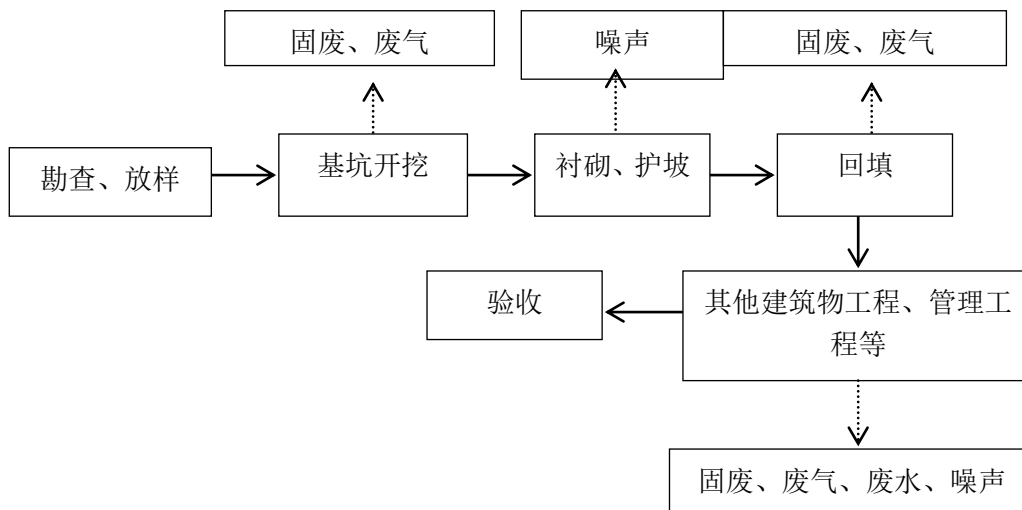 固废、废气
噪声
固废、废气
勘查、放样
基坑开挖
衬砌、护坡
回填
验收
其他建筑物工程、管理工
程等
固废、废气、废水、噪声